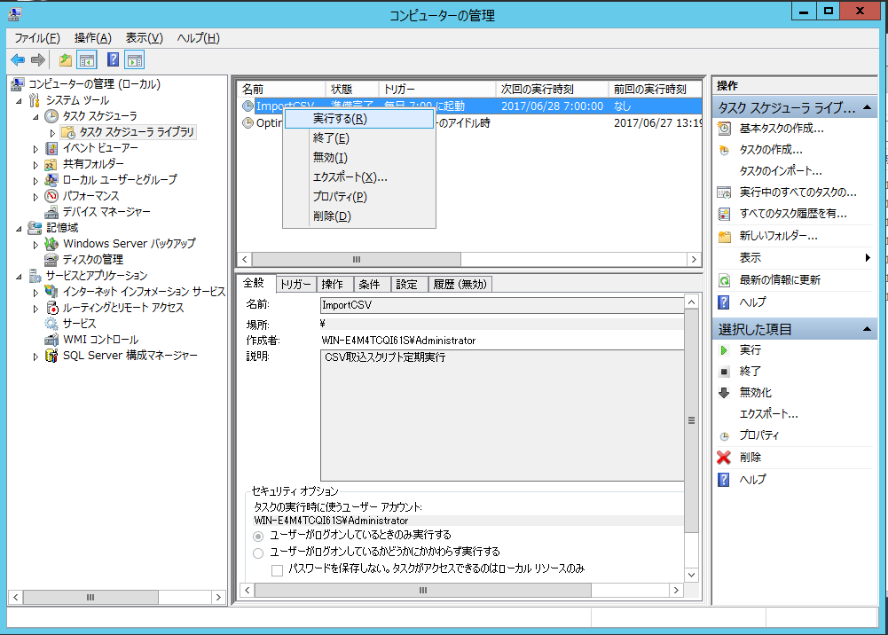 コンピューターの管理
ファイル(F) 操作(A) 表示(V) ヘルプ(H)
コンピューターの管理 (ローカル)
システム ツール
タスク スケジューラ
タスク スケジューラ ライブラリ
イベント ビューアー
共有フォルダー
ローカル ユーザーとグループ
パフォーマンス
デバイス マネージャー
記憶域
Windows Server バックアップ
ディスクの管理
サービスとアプリケーション
インターネット インフォメーション サービス
ルーティングとリモート アクセス
サービス
WMI コントロール
SQL Server 構成マネージャー
名前 状態 トリガー 次回の実行時刻 前回の実行時刻
ImportCSV 準備完了 毎日 7:00 に起動 2017/06/28 7:00:00 なし
Optin ーのアイドル時 2017/06/27 13:19
実行する(R)
終了(E)
無効(I)
エクスポート(X)...
プロパティ(P)
削除(D)
全般 トリガー 操作 条件 設定 履歴 (無効)
名前: ImportCSV
場所: ¥
作成者: WIN-E4M4TCQI61S¥Administrator
説明: CSV取込スクリプト定期実行
セキュリティ オプション
タスクの実行時に使うユーザー アカウント:
WIN-E4M4TCQI61S¥Administrator
ユーザーがログオンしているときのみ実行する
ユーザーがログオンしているかどうかにかかわらず実行する
パスワードを保存しない。タスクがアクセスできるのはローカル リソースのみ
操作
タスク スケジューラ ライブ...
基本タスクの作成...
タスクの作成...
タスクのインポート...
実行中のすべてのタスクの...
すべてのタスク履歴を有...
新しいフォルダー...
表示
最新の情報に更新
ヘルプ
選択した項目
実行
終了
無効化
エクスポート...
プロパティ
削除
ヘルプ